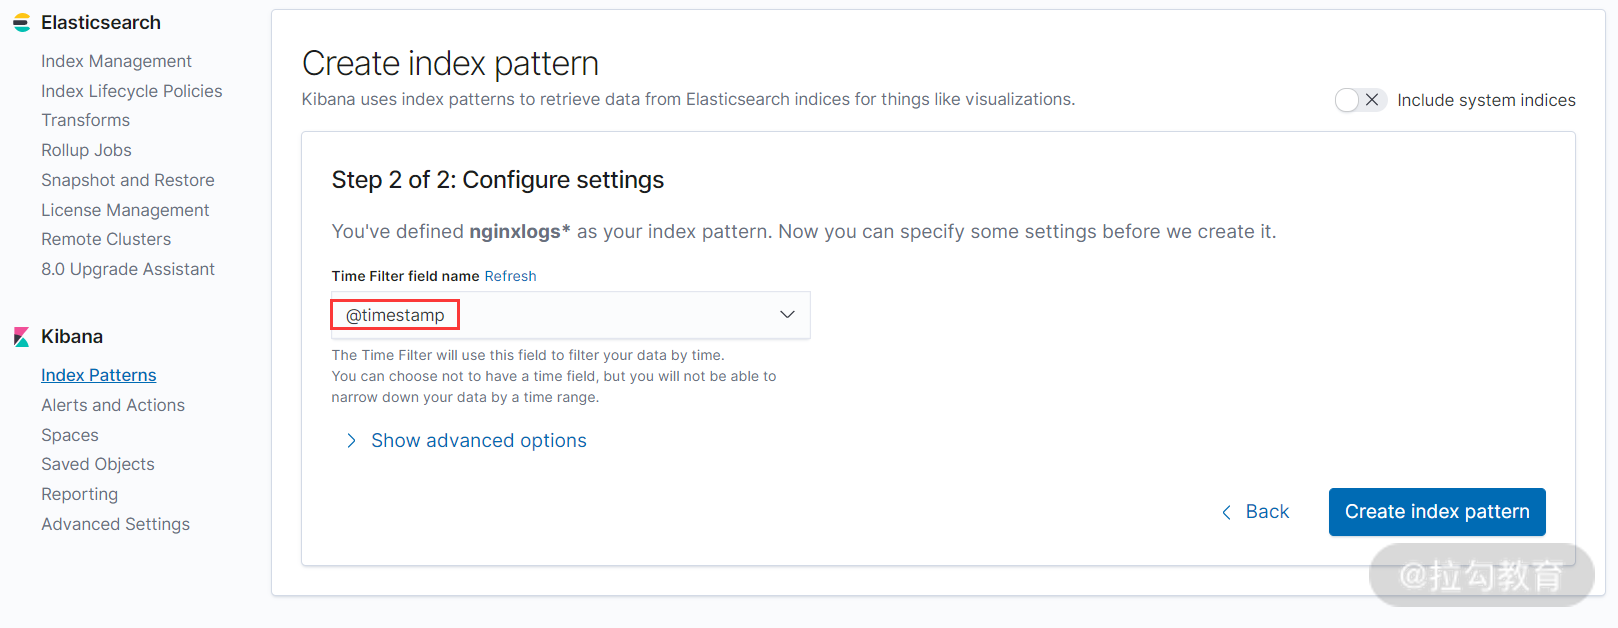 Elasticsearch
Index Management
Index Lifecycle Policies
Transforms
Rollup Jobs
Snapshot and Restore
License Management
Remote Clusters
8.0 Upgrade Assistant
Kibana
Index Patterns
Alerts and Actions
Spaces
Saved Objects
Reporting
Advanced Settings
Create index pattern
Kibana uses index patterns to retrieve data from Elasticsearch indices for things like visualizations.
Include system indices
Step 2 of 2: Configure settings
You've defined nginxlogs* as your index pattern. Now you can specify some settings before we create it.
Time Filter field name Refresh
@timestamp
The Time Filter will use this field to filter your data by time.
You can choose not to have a time field, but you will not be able to
narrow down your data by a time range.
Show advanced options
Back
Create index pattern
@拉勾教育